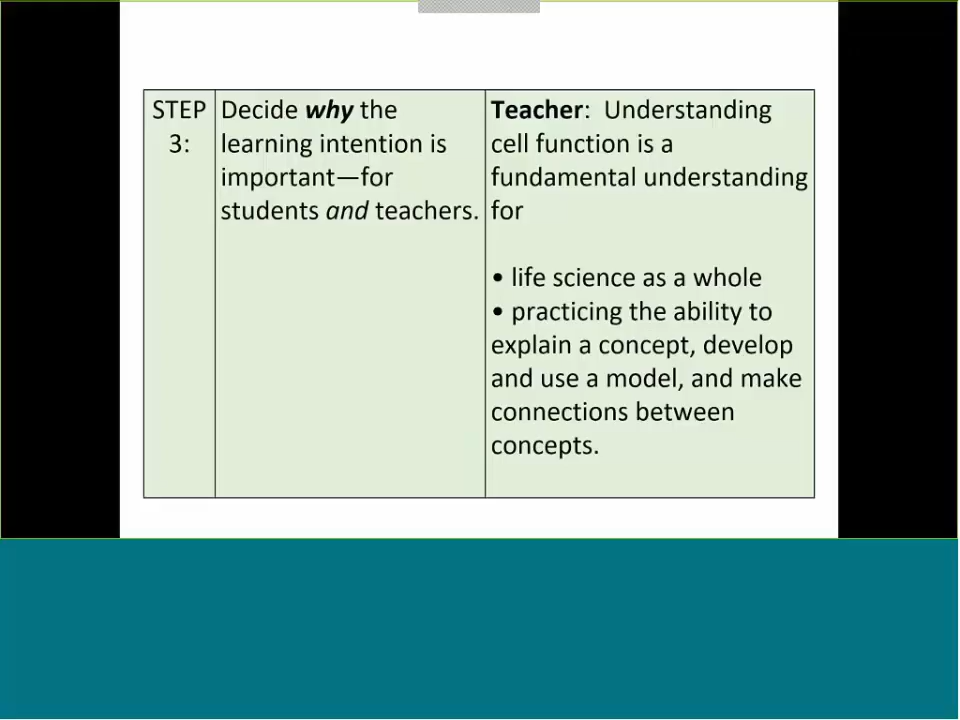 STEP
3:
Decide why the
learning intention is
important—for
students and teachers.
Teacher:  Understanding
cell function is a
fundamental understanding
for
• life science as a whole
• practicing the ability to
explain a concept, develop
and use a model, and make
connections between
concepts.